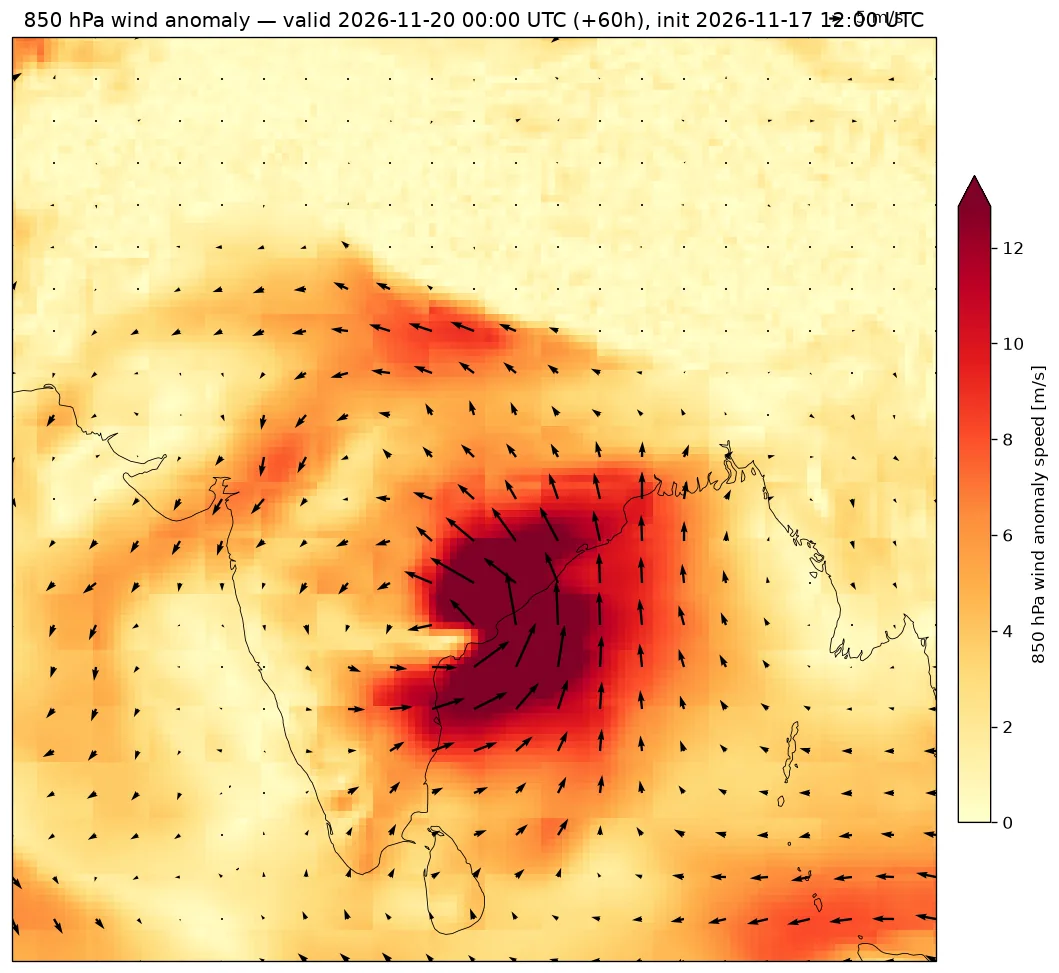 850 hPa wind anomaly — valid 2026-11-20 00:00 UTC (+60h), init 2026-11-17 12:00 UTC
5 m/s
12
10
8
6
4
2
0
850 hPa wind anomaly speed [m/s]